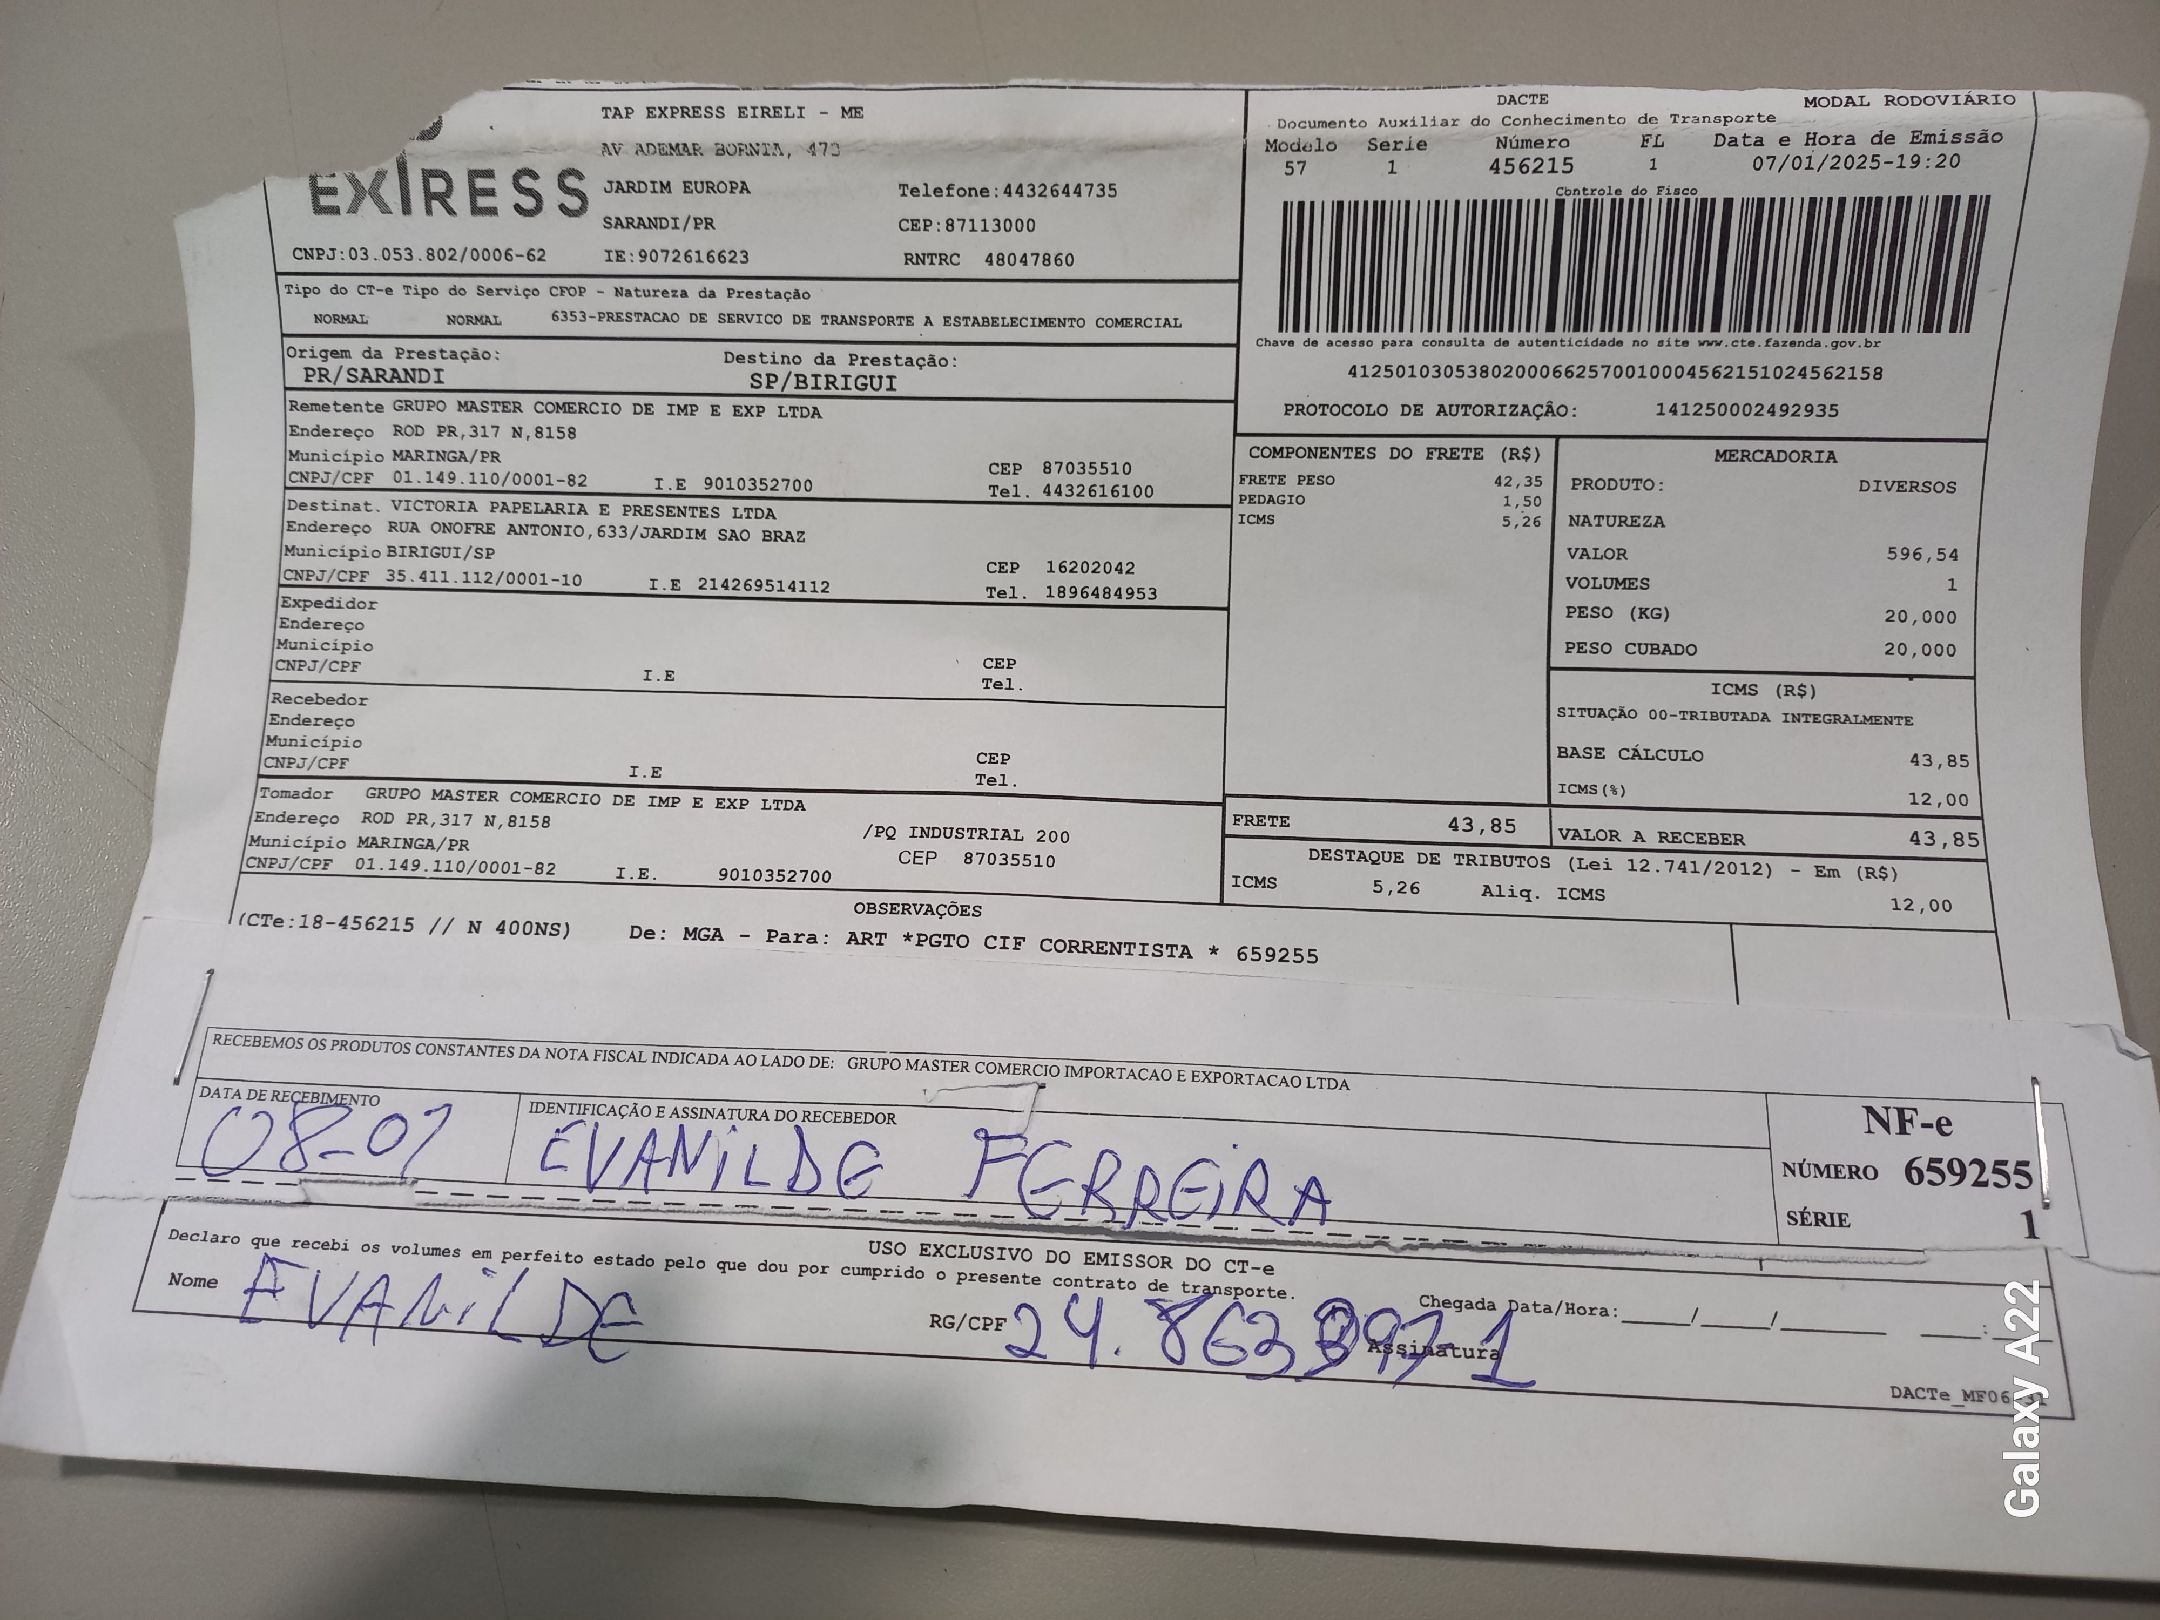 TAP EXPRESS EIRELI - ME
AV ADEMAR BORNIA, 473
EXPRESS
JARDIM EUROPA Telefone:4432644735
SARANDI/PR CEP:87113000
CNPJ:03.053.802/0006-62 IE:9072616623 RNTRC 48047860
DACTE MODAL RODOVIÁRIO
Documento Auxiliar do Conhecimento de Transporte
Modelo Serie Número FL Data e Hora de Emissão
57 1 456215 1 07/01/2025-19:20
Controle do Fisco
Chave de acesso para consulta de autenticidade no site www.cte.fazenda.gov.br
41250103053802000662570010004562151024562158
PROTOCOLO DE AUTORIZAÇÃO: 141250002492935
Tipo do CT-e Tipo do Serviço CFOP - Natureza da Prestação
NORMAL NORMAL 6353-PRESTACAO DE SERVICO DE TRANSPORTE A ESTABELECIMENTO COMERCIAL
Origem da Prestação: Destino da Prestação:
PR/SARANDI SP/BIRIGUI
Remetente GRUPO MASTER COMERCIO DE IMP E EXP LTDA
Endereço ROD PR,317 N,8158
Município MARINGA/PR CEP 87035510
CNPJ/CPF 01.149.110/0001-82 I.E 9010352700 Tel. 4432616100
Destinat. VICTORIA PAPELARIA E PRESENTES LTDA
Endereço RUA ONOFRE ANTONIO,633/JARDIM SAO BRAZ
Município BIRIGUI/SP CEP 16202042
CNPJ/CPF 35.411.112/0001-10 I.E 214269514112 Tel. 1896484953
Expedidor
Endereço
Município CEP
CNPJ/CPF I.E Tel.
Recebedor
Endereço
Município CEP
CNPJ/CPF I.E Tel.
Tomador GRUPO MASTER COMERCIO DE IMP E EXP LTDA
Endereço ROD PR,317 N,8158 /PQ INDUSTRIAL 200
Município MARINGA/PR CEP 87035510
CNPJ/CPF 01.149.110/0001-82 I.E. 9010352700
COMPONENTES DO FRETE (R$)
FRETE PESO 42,35
PEDAGIO 1,50
ICMS 5,26
MERCADORIA
PRODUTO: DIVERSOS
NATUREZA
VALOR 596,54
VOLUMES 1
PESO (KG) 20,000
PESO CUBADO 20,000
ICMS (R$)
SITUAÇÃO 00-TRIBUTADA INTEGRALMENTE
BASE CÁLCULO 43,85
ICMS(%) 12,00
FRETE 43,85 VALOR A RECEBER 43,85
DESTAQUE DE TRIBUTOS (Lei 12.741/2012) - Em (R$)
ICMS 5,26 Aliq. ICMS 12,00
OBSERVAÇÕES
(CTe:18-456215 // N 400NS) De: MGA - Para: ART *PGTO CIF CORRENTISTA * 659255
RECEBEMOS OS PRODUTOS CONSTANTES DA NOTA FISCAL INDICADA AO LADO DE: GRUPO MASTER COMERCIO IMPORTACAO E EXPORTACAO LTDA
DATA DE RECEBIMENTO IDENTIFICAÇÃO E ASSINATURA DO RECEBEDOR
08-01 EVANILDE FERREIRA
NF-e
NÚMERO 659255
SÉRIE 1
USO EXCLUSIVO DO EMISSOR DO CT-e
Declaro que recebi os volumes em perfeito estado pelo que dou por cumprido o presente contrato de transporte.
Nome EVANILDE RG/CPF 24.863 Chegada Data/Hora:____/____/______ ___:___
Assinatura
Galaxy A22